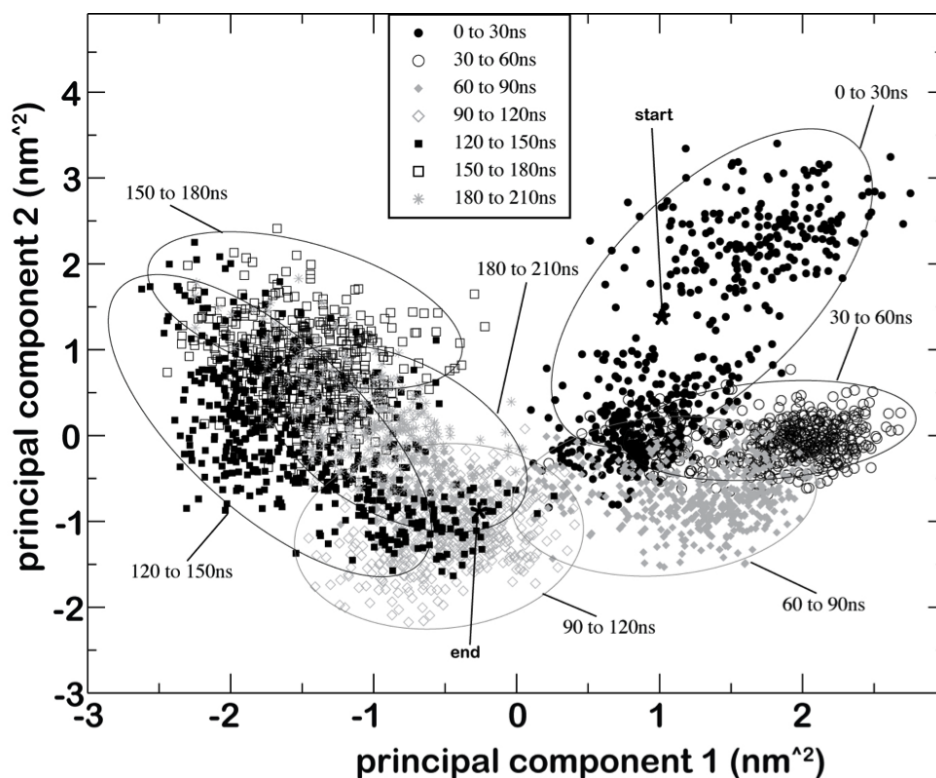 0 to 30ns
30 to 60ns
60 to 90ns
90 to 120ns
120 to 150ns
150 to 180ns
180 to 210ns
0 to 30ns
start
150 to 180ns
180 to 210ns
30 to 60ns
120 to 150ns
60 to 90ns
90 to 120ns
end
4
3
2
1
0
-1
-2
-3
principal component 2 (nm^2)
-3
-2
-1
0
1
2
principal component 1 (nm^2)